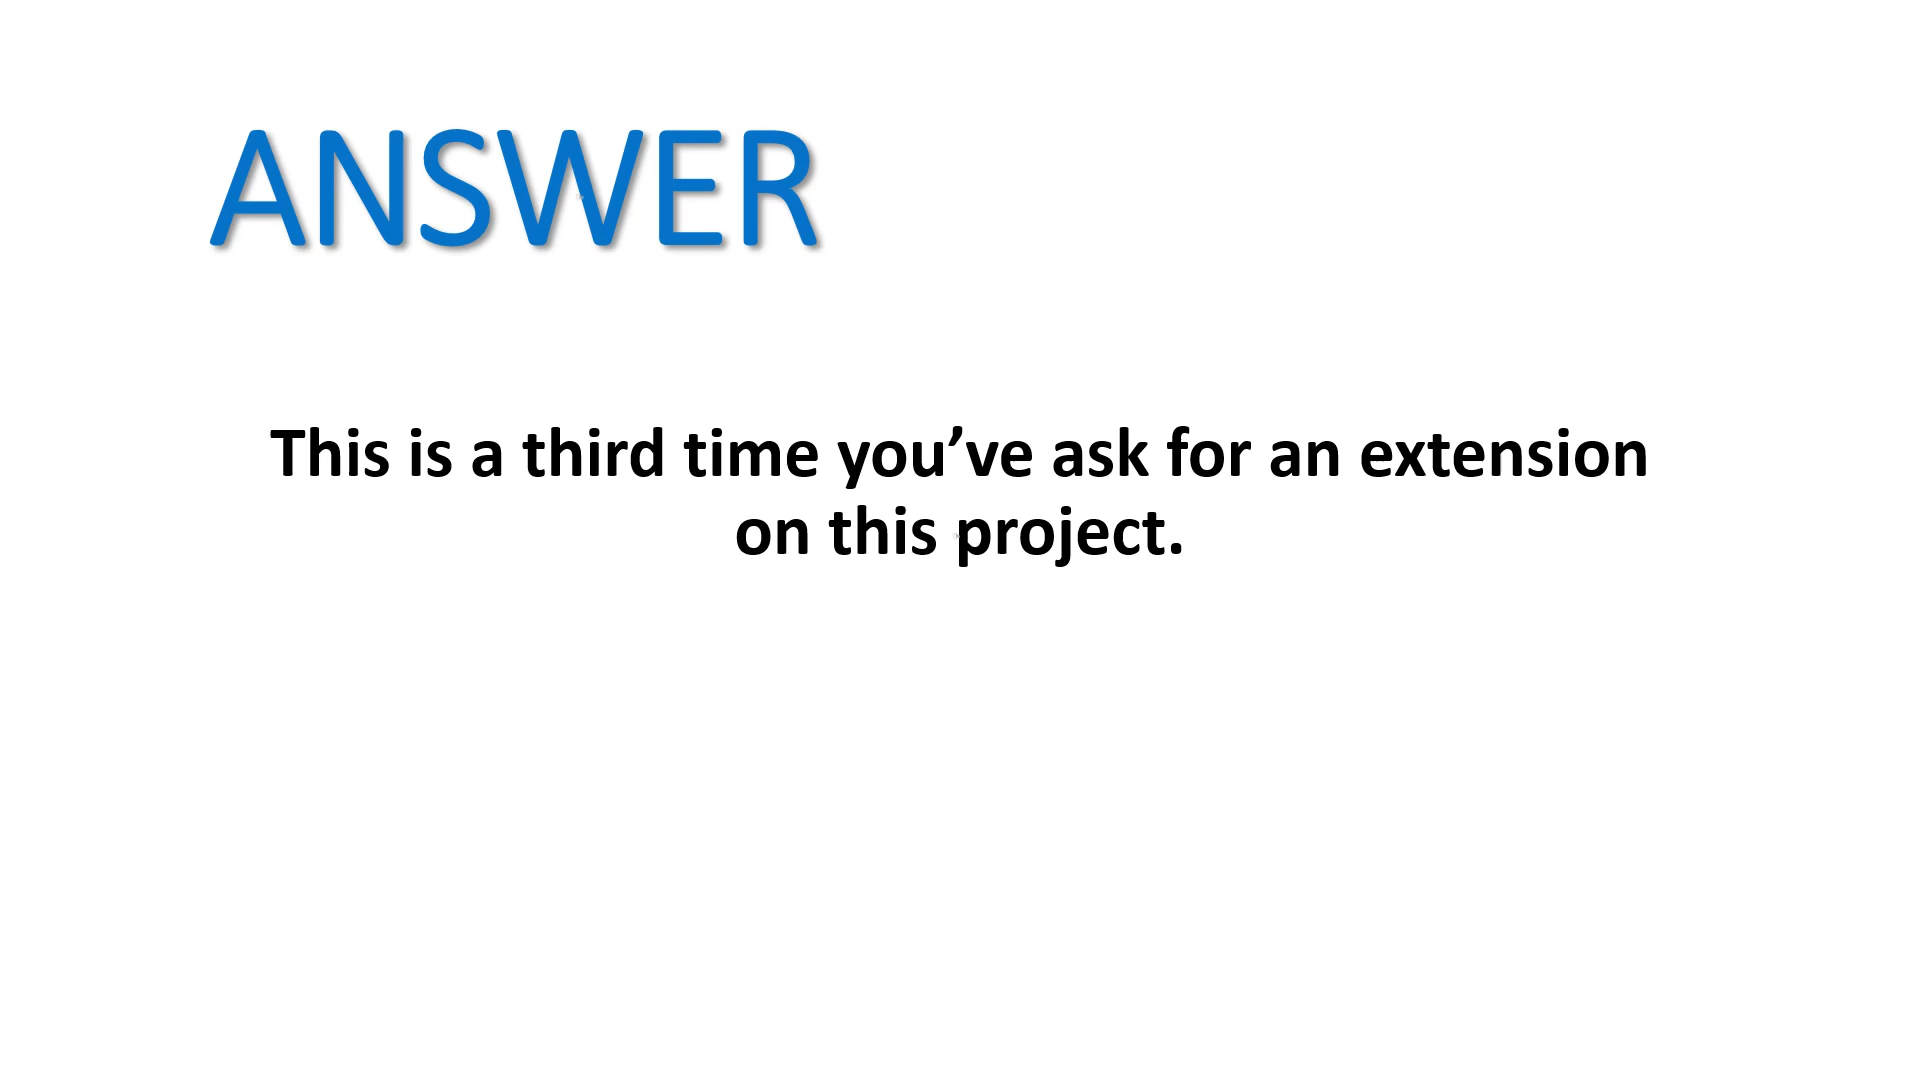 ANSWER
This is a third time you’ve ask for an extension
on this project.